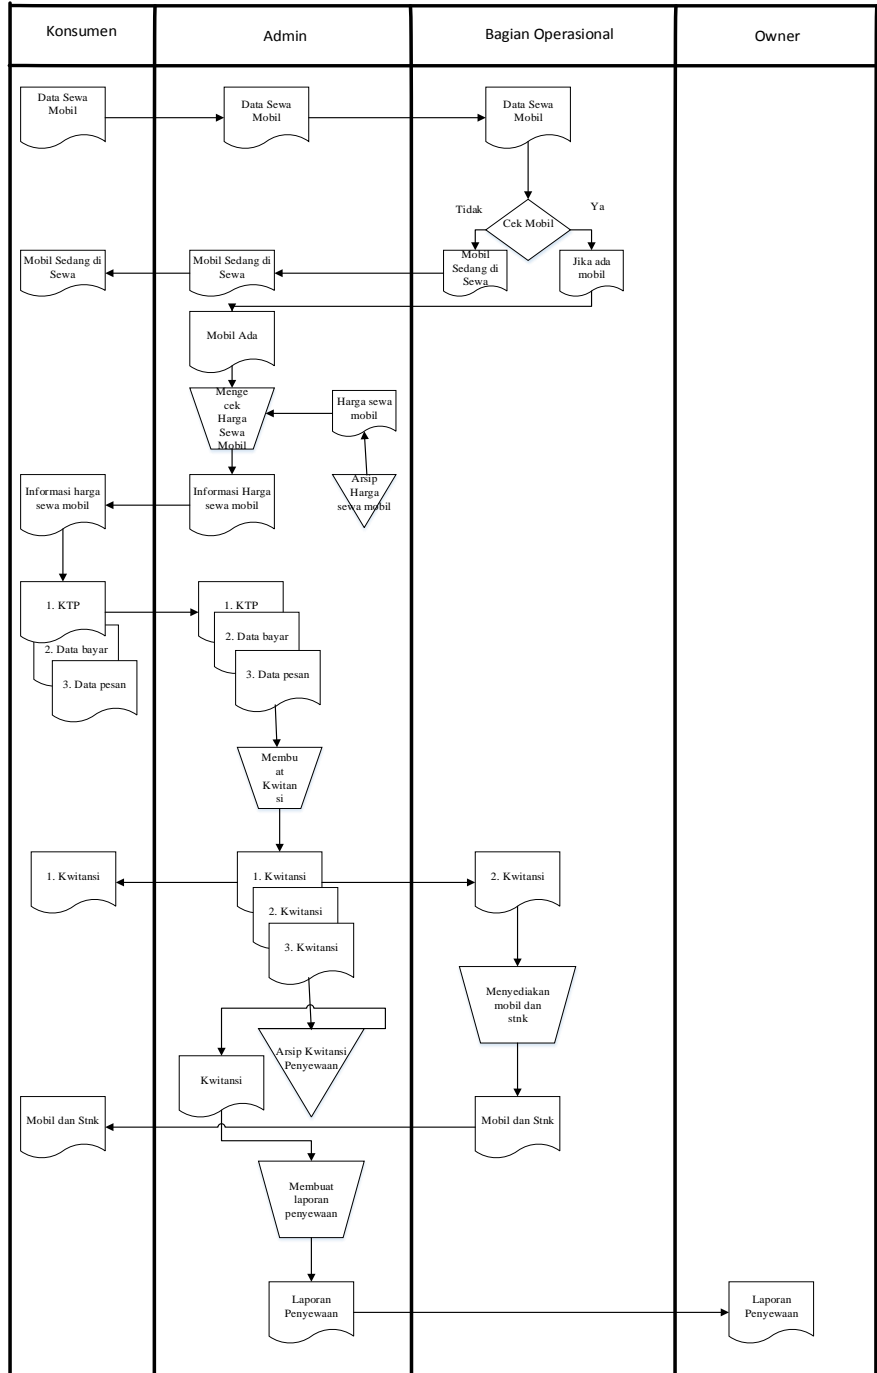 Konsumen
Admin
Bagian Operasional
Owner
Data Sewa
Mobil
Data Sewa
Mobil
Data Sewa
Mobil
Cek Mobil
Tidak
Ya
Mobil Sedang di
Sewa
Mobil Sedang di
Sewa
Mobil
Sedang di
Sewa
Jika ada
mobil
Mobil Ada
Menge
cek
Harga
Sewa
Mobil
Harga sewa
mobil
Arsip
Harga
sewa mobil
Informasi harga
sewa mobil
Informasi Harga
sewa mobil
1. KTP
2. Data bayar
3. Data pesan
1. KTP
2. Data bayar
3. Data pesan
Membu
at
Kwitan
si
1. Kwitansi
1. Kwitansi
2. Kwitansi
3. Kwitansi
2. Kwitansi
Menyediakan
mobil dan
stnk
Arsip Kwitansi
Penyewaan
Kwitansi
Mobil dan Stnk
Mobil dan Stnk
Membuat
laporan
penyewaan
Laporan
Penyewaan
Laporan
Penyewaan